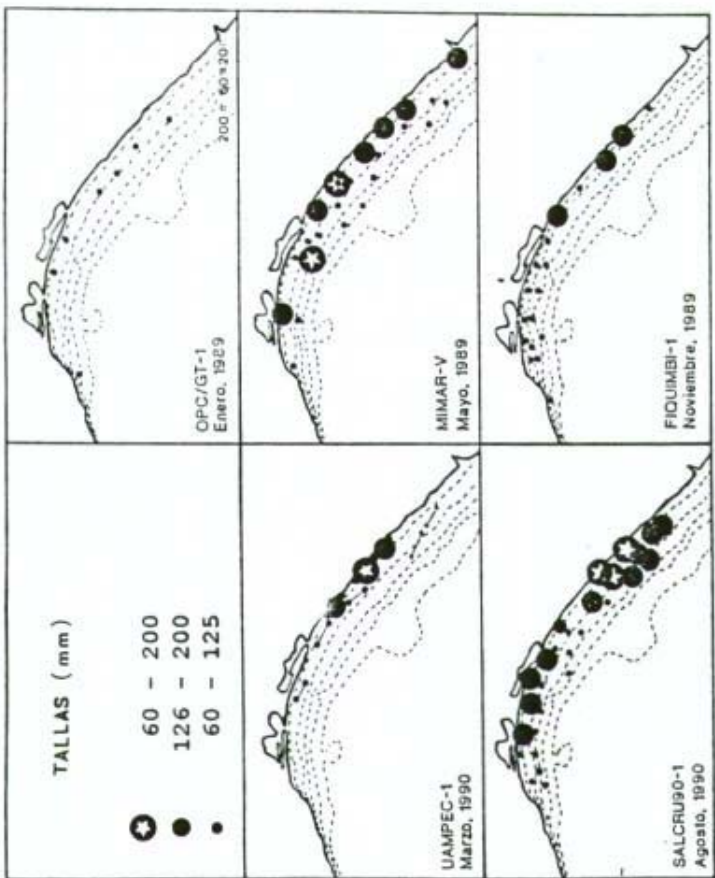 TALLAS (mm)
60 - 200
126 - 200
60 - 125
OPC/GT-1
Enero, 1989
UAMPEC-1
Marzo, 1990
MIMAR-V
Mayo, 1989
SALCRU90-1
Agosto, 1990
FIQUIMBI-1
Noviembre, 1989